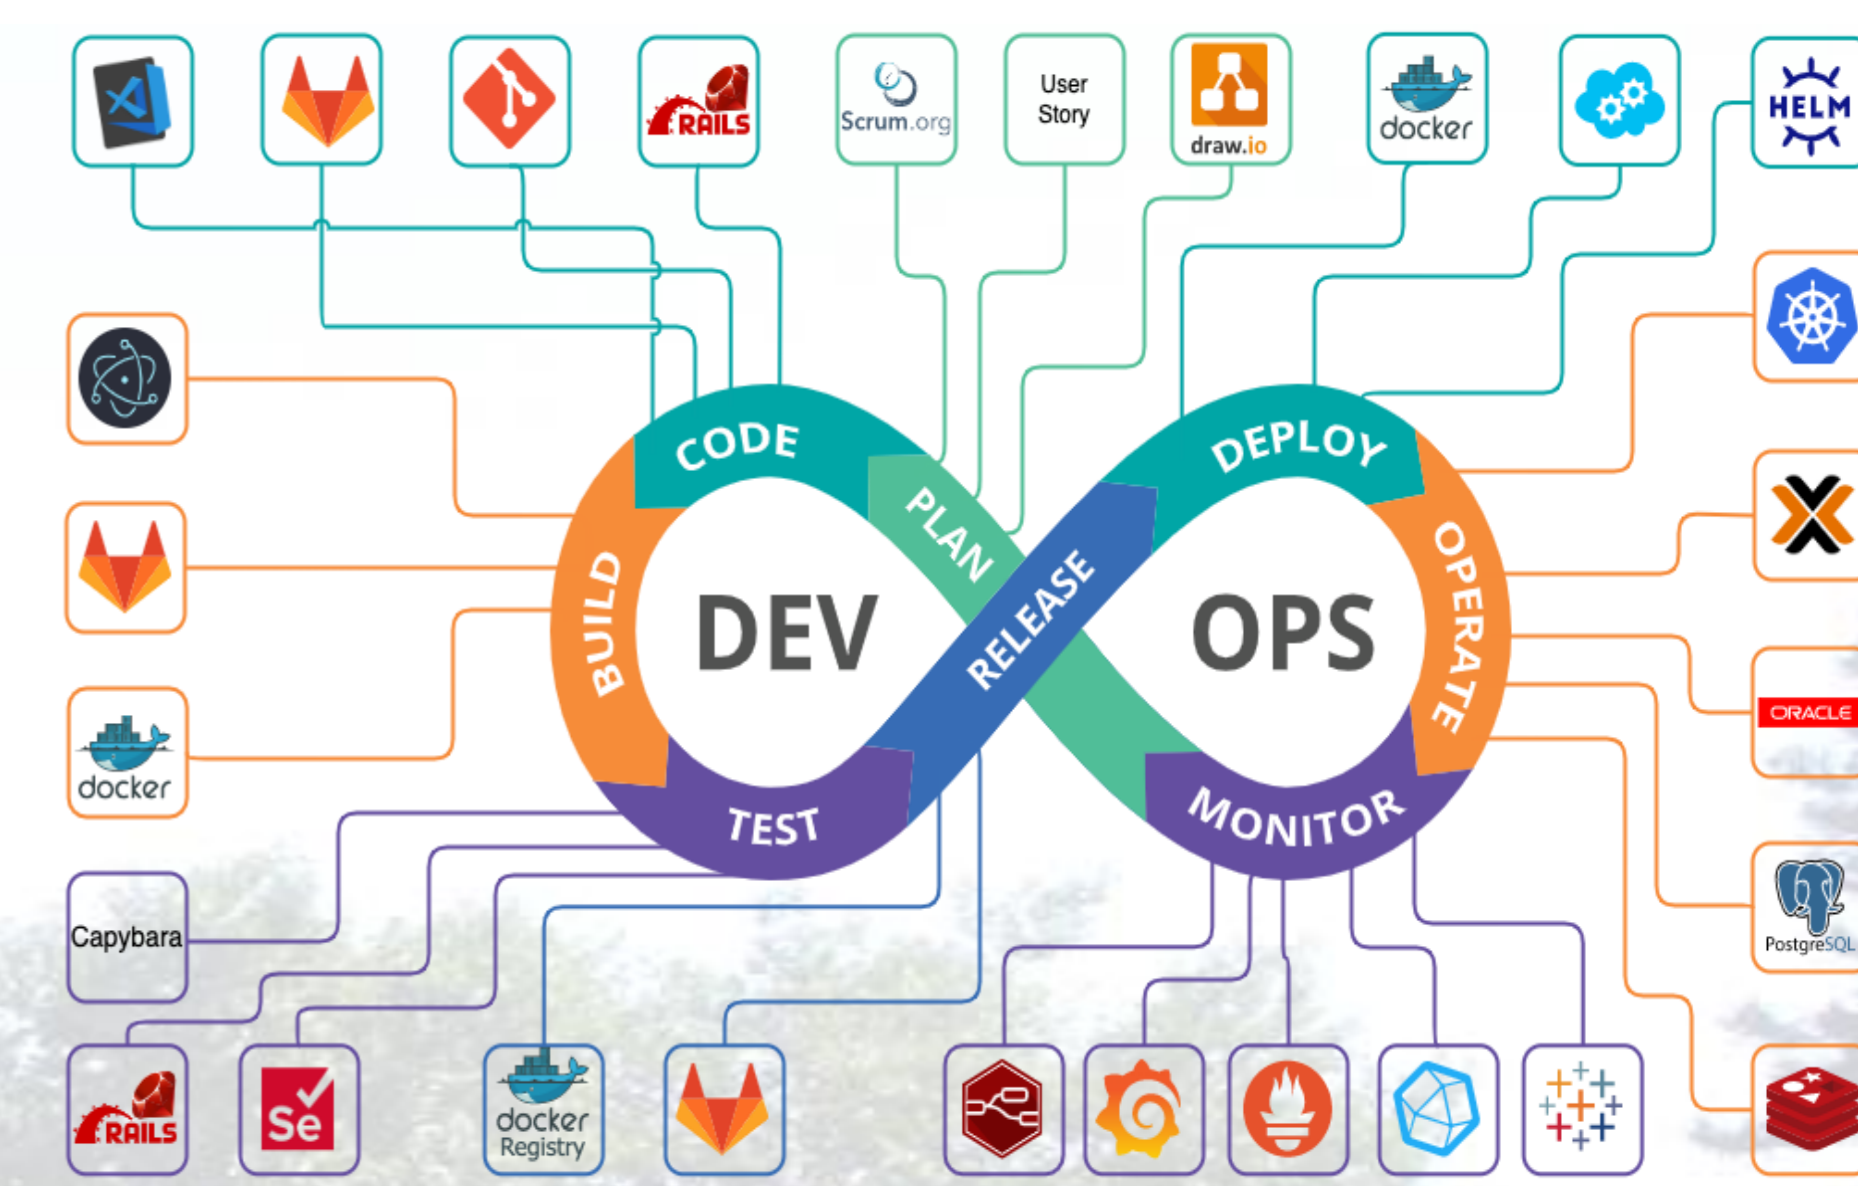 RAILS
Scrum.org
User
Story
draw.io
docker
docker
HELM
CODE
PLAN
DEPLOY
BUILD
DEV
RELEASE
OPS
OPERATE
ORACLE
docker
TEST
MONITOR
Capybara
PostgreSQL
RAILS
Se
docker
Registry